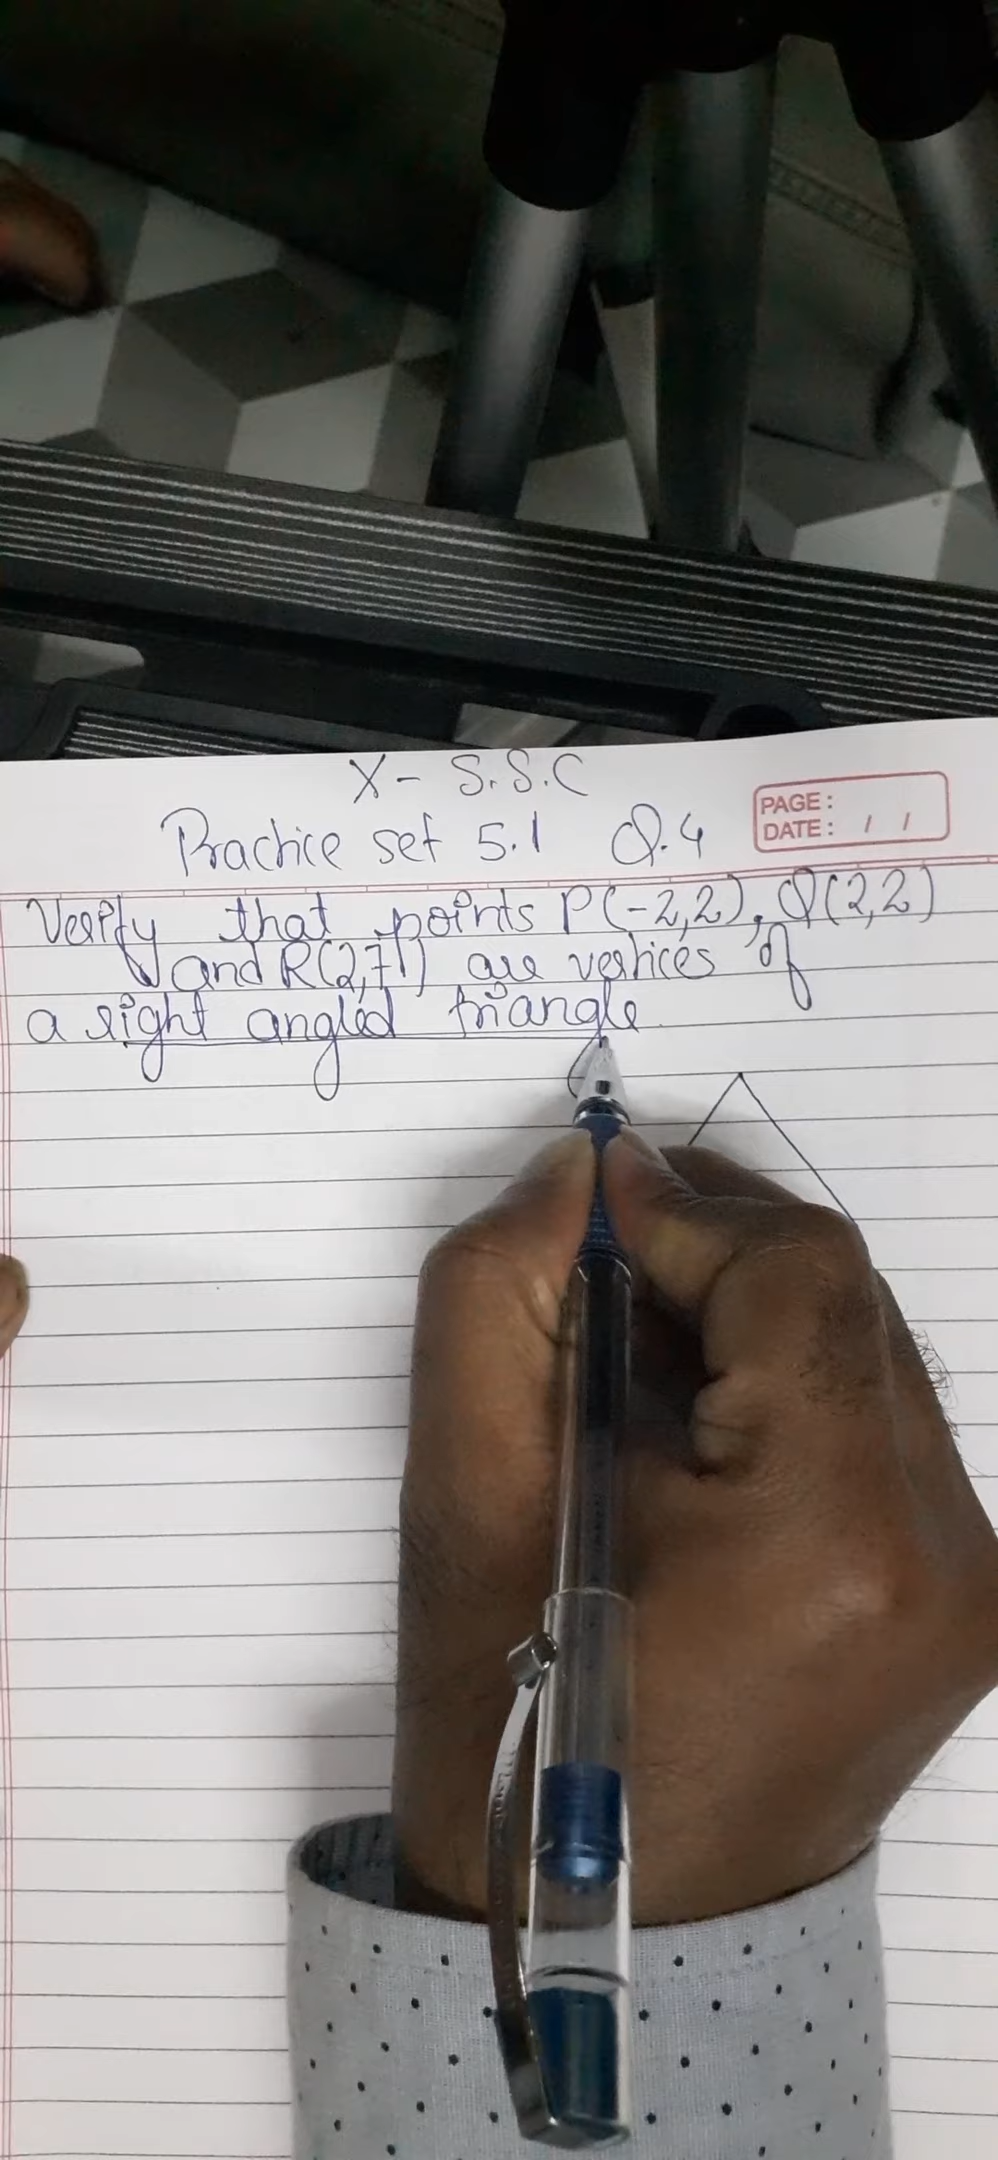 X- S.S.C
Practice set 5.1 Q.4
PAGE:
DATE: / /
Verify that points P(-2,2), Q(2,2)
and R(2,7) are vertices of
a right angled triangle.